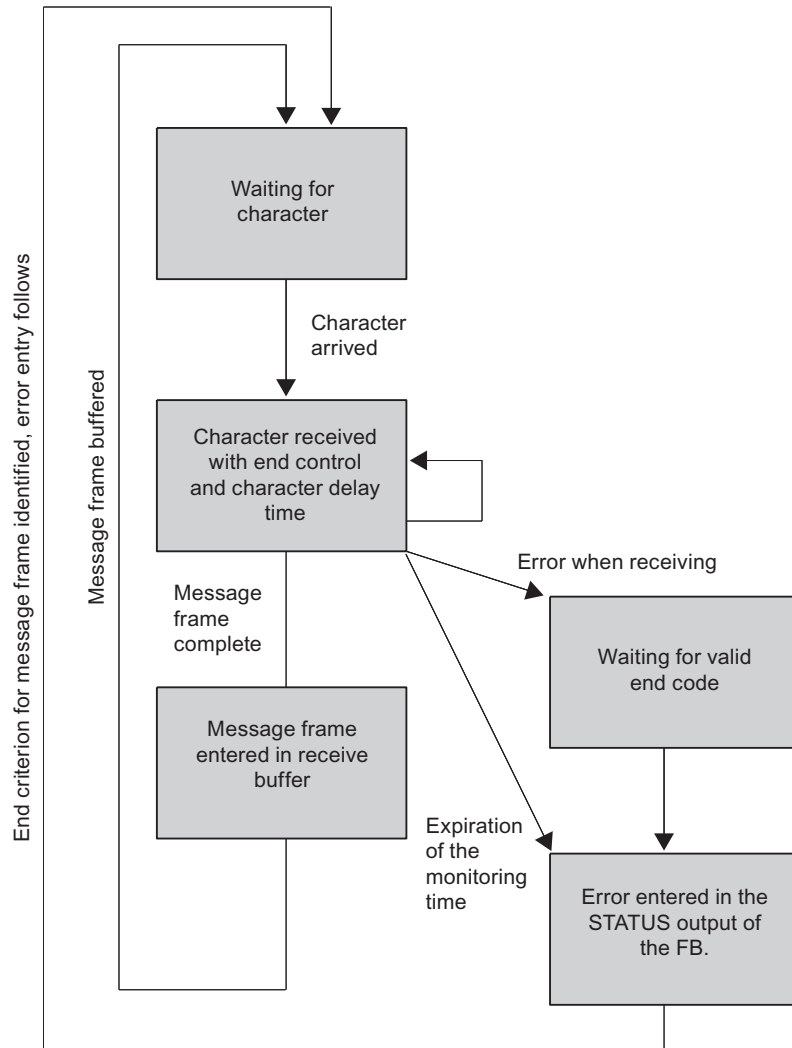 Waiting for
character
Character
arrived
Character received
with end control
and character delay
time
Error when receiving
Message
frame
complete
Waiting for valid
end code
Message frame
entered in receive
buffer
Expiration
of the
monitoring
time
Error entered in the
STATUS output of
the FB.
Message frame buffered
End criterion for message frame identified, error entry follows